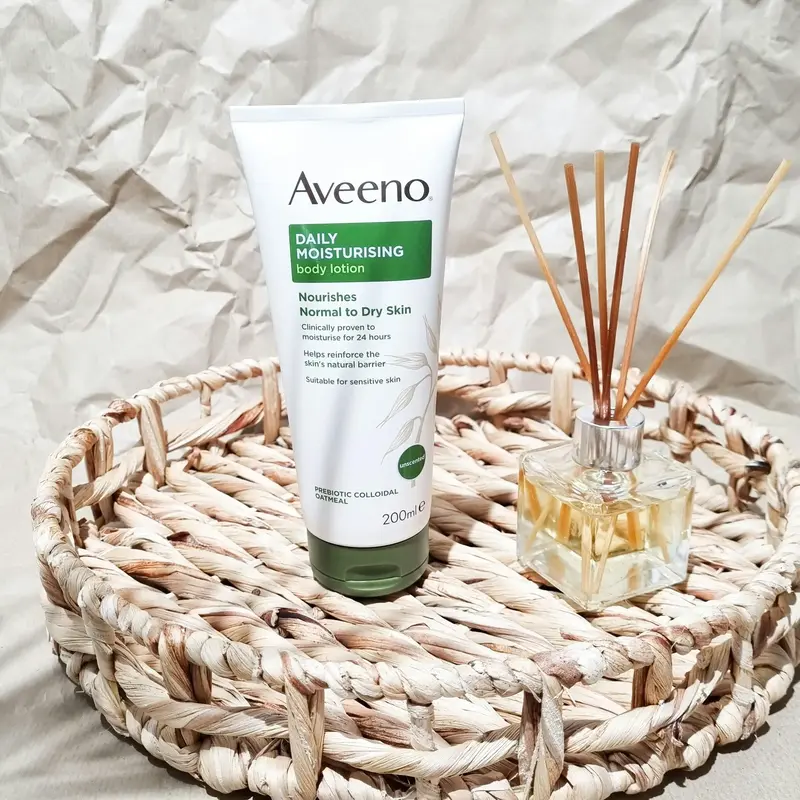 Aveeno®
DAILY
MOISTURISING
body lotion
Nourishes
Normal to Dry Skin
Clinically proven to
moisturise for 24 hours
Helps reinforce the
skin's natural barrier
Suitable for sensitive skin
unscented
PREBIOTIC COLLOIDAL
OATMEAL
200ml e